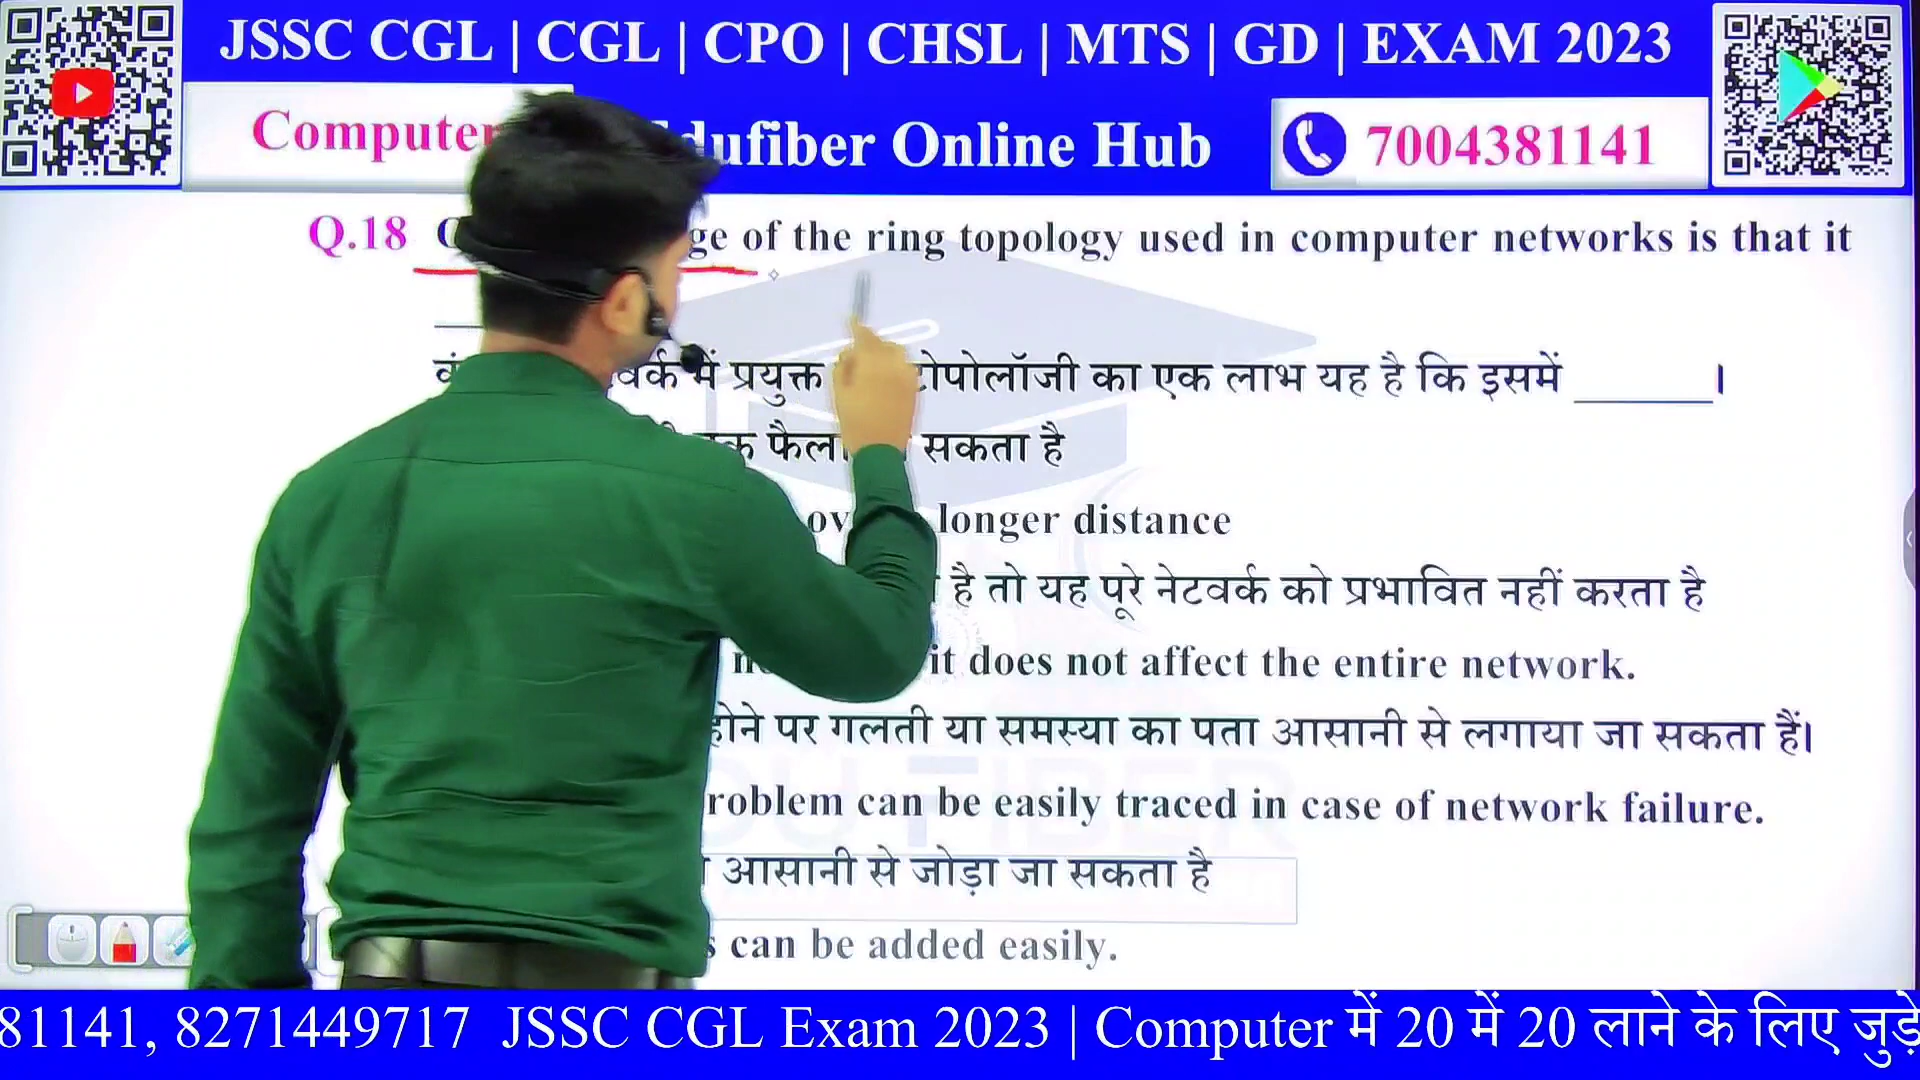 JSSC CGL | CGL | CPO | CHSL | MTS | GD | EXAM 2023
Computer
Edufiber Online Hub
7004381141
Q.18 ge of the ring topology used in computer networks is that it
में प्रयुक्त टोपोलॉजी का एक लाभ यह है कि इसमें ______।
सकता है
longer distance
है तो यह पूरे नेटवर्क को प्रभावित नहीं करता है
it does not affect the entire network.
होने पर गलती या समस्या का पता आसानी से लगाया जा सकता हैं।
roblem can be easily traced in case of network failure.
आसानी से जोड़ा जा सकता है
s can be added easily.
81141, 8271449717 JSSC CGL Exam 2023 | Computer में 20 में 20 लाने के लिए जुड़े